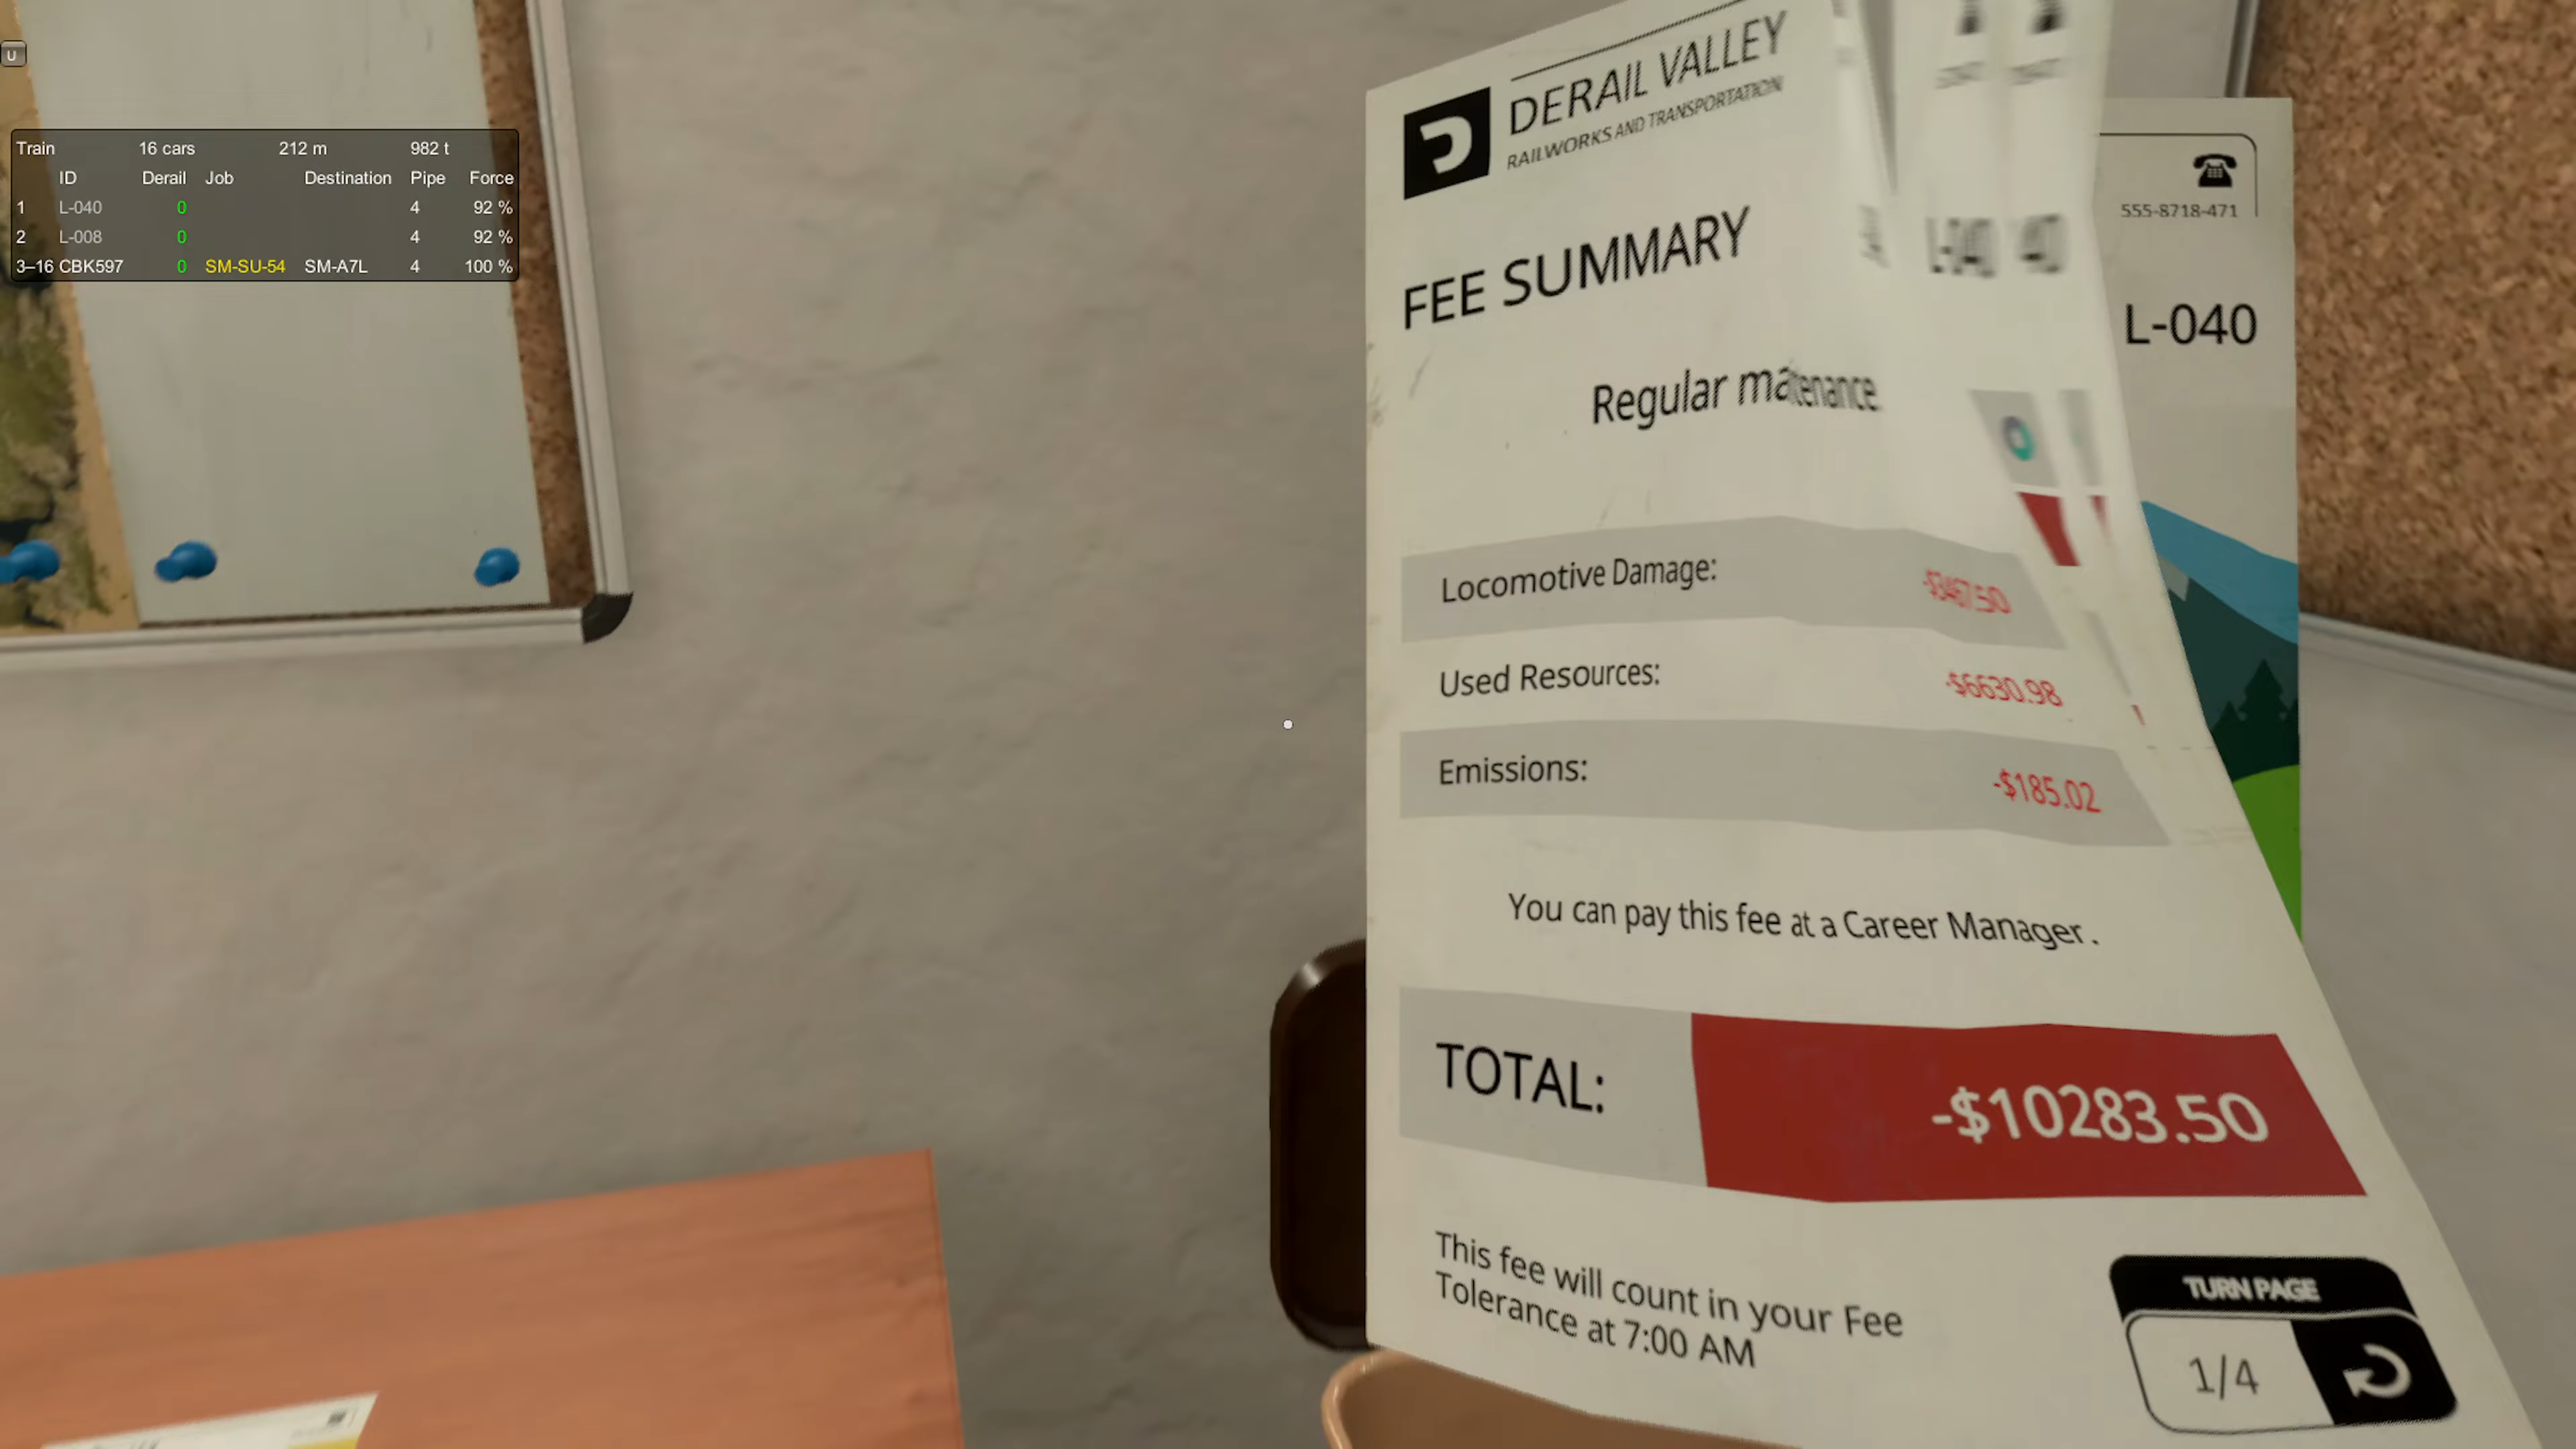 U
Train 16 cars 212 m 982 t
ID Derail Job Destination Pipe Force
1 L-040 0 4 92 %
2 L-008 0 4 92 %
3–16 CBK597 0 SM-SU-54 SM-A7L 4 100 %
DERAIL VALLEY
RAILWORKS AND TRANSPORTATION
FEE SUMMARY
Regular
Locomotive Damage:
Used Resources: -$6630.98
Emissions: -$185.02
You can pay this fee at a Career Manager.
TOTAL: -$10283.50
This fee will count in your Fee
Tolerance at 7:00 AM
TURN PAGE
1/4
555-8718-471
L-040